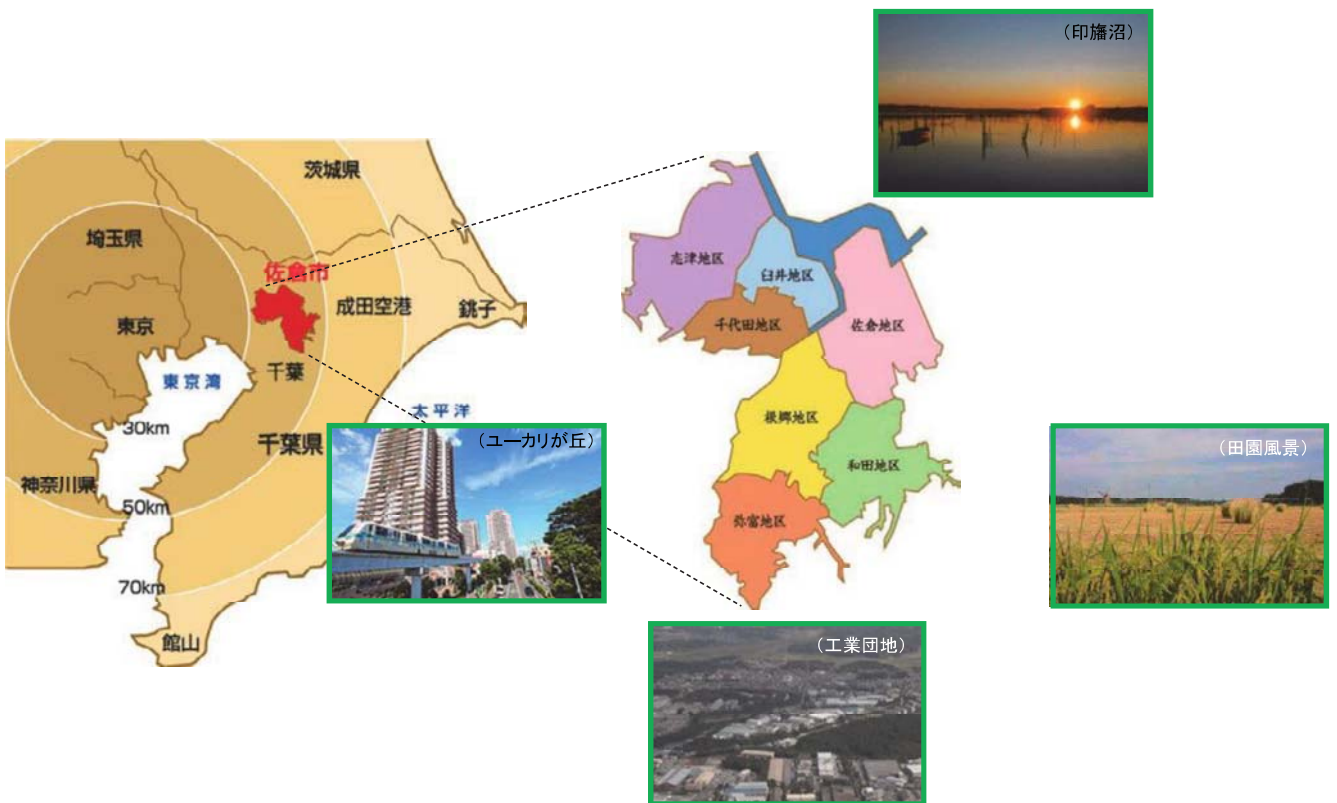 (印旛沼)
茨城県
埼玉県
佐倉市
成田空港
銚子
東京
千葉
東京湾
太平洋
30km
千葉県
神奈川県
50km
70km
館山
志津地区
臼井地区
千代田地区
佐倉地区
根郷地区
和田地区
弥富地区
(ユーカリが丘)
(田園風景)
(工業団地)